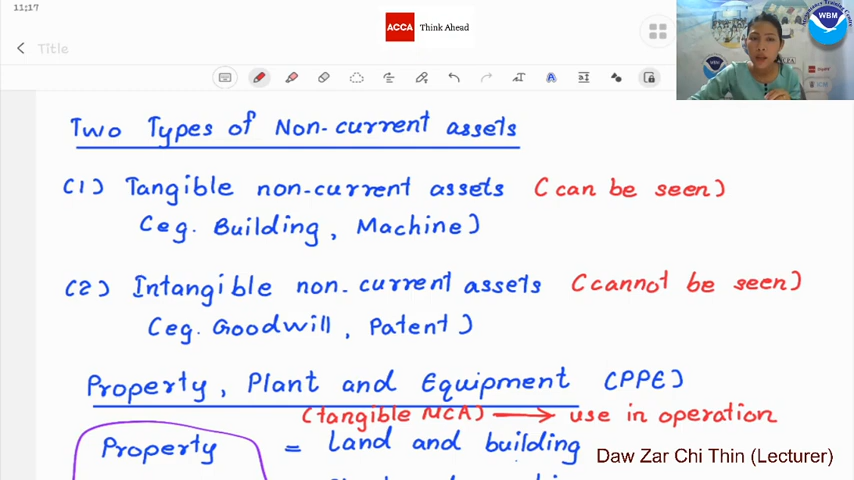 11:17
ACCA Think Ahead
WBM
Title
Two Types of Non-current assets
(1) Tangible non-current assets (can be seen)
(eg. Building, Machine)
(2) Intangible non-current assets (cannot be seen)
(eg. Goodwill, Patent)
Property, Plant and Equipment (PPE)
(tangible NCA) → use in operation
Property = Land and building
Daw Zar Chi Thin (Lecturer)